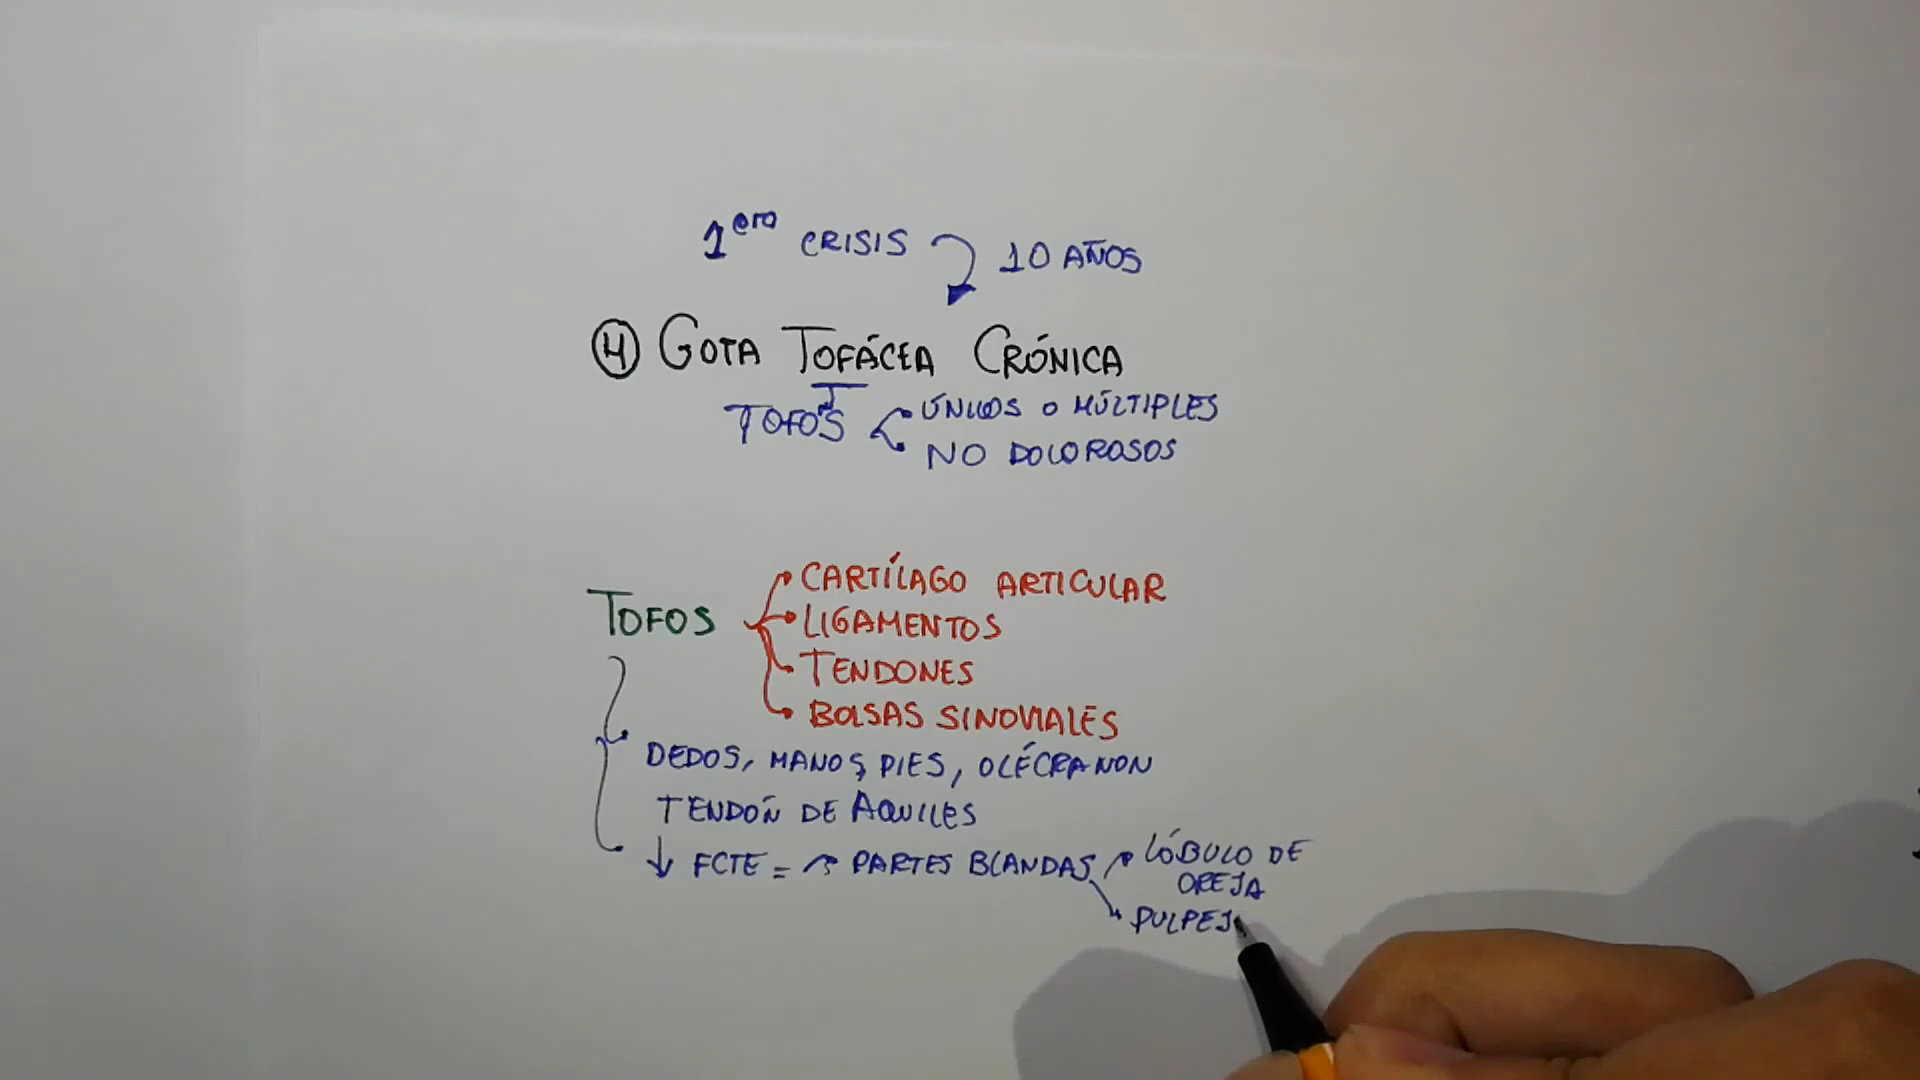 1era CRISIS 10 AÑOS
4 GOTA TOFÁCEA CRÓNICA
TOFOS ÚNICOS O MÚLTIPLES
NO DOLOROSOS
TOFOS CARTÍLAGO ARTICULAR
LIGAMENTOS
TENDONES
BOLSAS SINOVIALES
DEDOS, MANOS, PIES, OLÉCRANON
TENDÓN DE AQUILES
↓ FCTE = PARTES BLANDAS LÓBULO DE
OREJA
PULPEJ